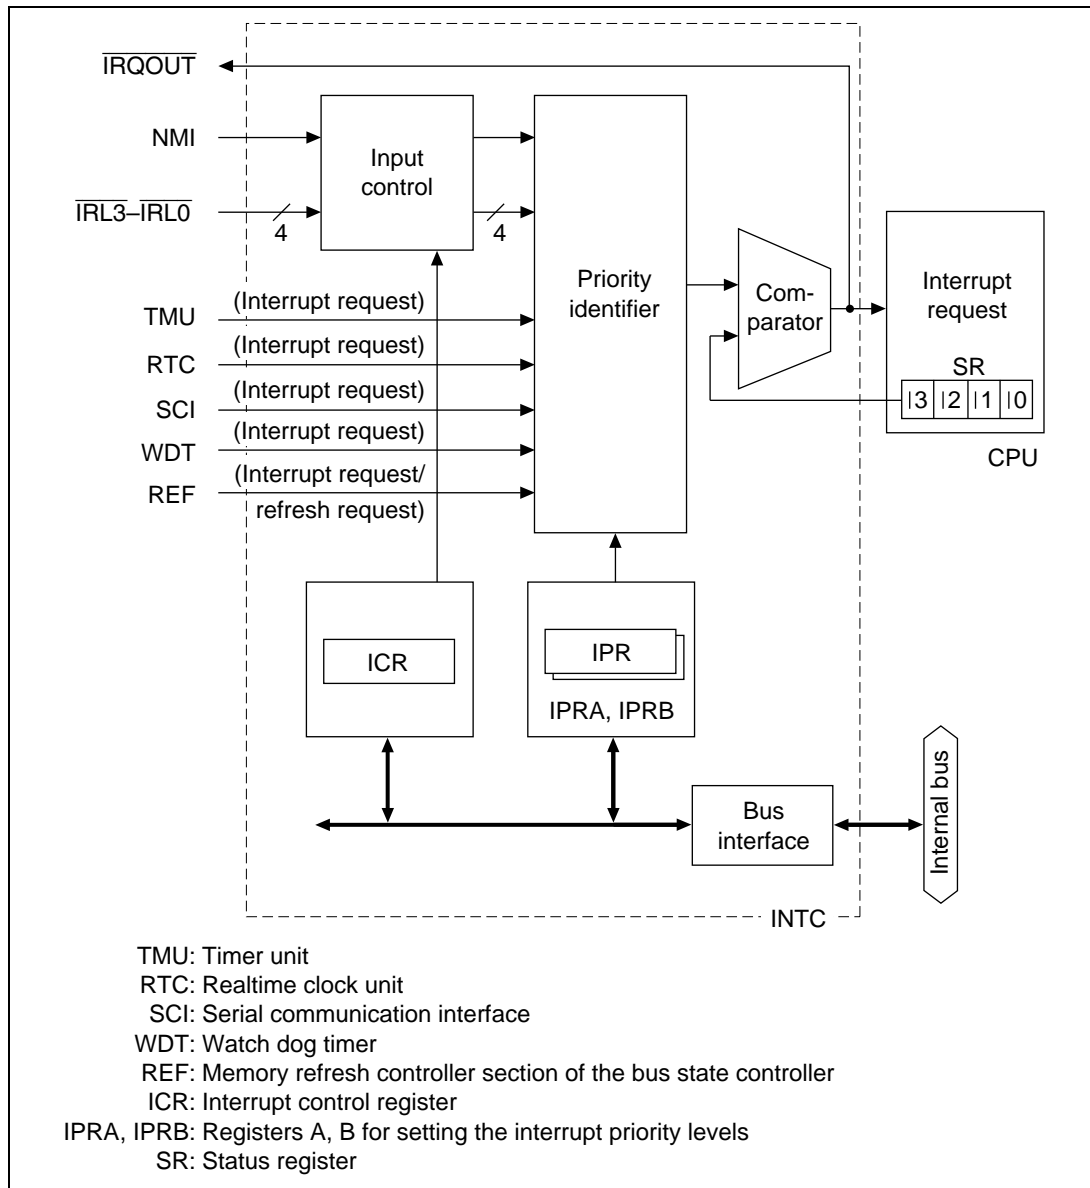 IRQOUT
NMI
Input
control
IRL3–IRL0
4
4
Priority
identifier
Com-
parator
Interrupt
request
SR
I3 I2 I1 I0
CPU
TMU
(Interrupt request)
RTC
(Interrupt request)
SCI
(Interrupt request)
WDT
(Interrupt request)
REF
(Interrupt request/
refresh request)
ICR
IPR
IPRA, IPRB
Bus
interface
Internal bus
INTC
TMU: Timer unit
RTC: Realtime clock unit
SCI: Serial communication interface
WDT: Watch dog timer
REF: Memory refresh controller section of the bus state controller
ICR: Interrupt control register
IPRA, IPRB: Registers A, B for setting the interrupt priority levels
SR: Status register